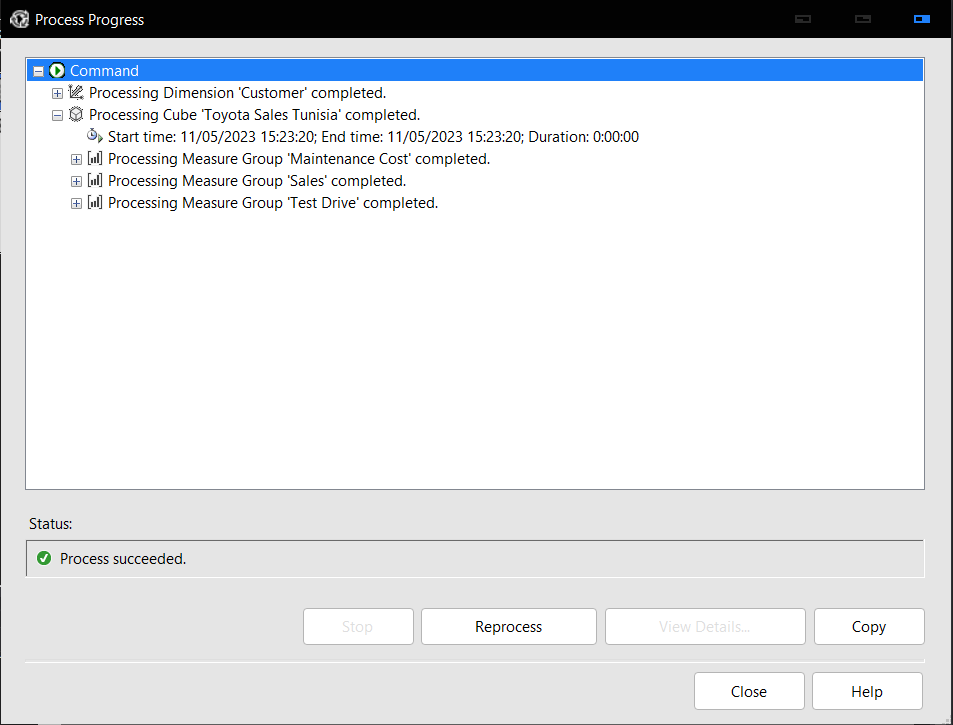 Process Progress
Command
Processing Dimension 'Customer' completed.
Processing Cube 'Toyota Sales Tunisia' completed.
Start time: 11/05/2023 15:23:20; End time: 11/05/2023 15:23:20; Duration: 0:00:00
Processing Measure Group 'Maintenance Cost' completed.
Processing Measure Group 'Sales' completed.
Processing Measure Group 'Test Drive' completed.
Status:
Process succeeded.
Stop Reprocess View Details... Copy
Close Help